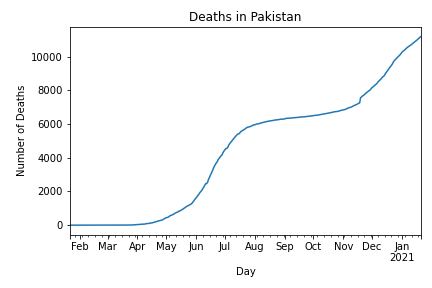 Deaths in Pakistan
Number of Deaths
10000
8000
6000
4000
2000
0
Feb Mar Apr May Jun Jul Aug Sep Oct Nov Dec Jan
2021
Day